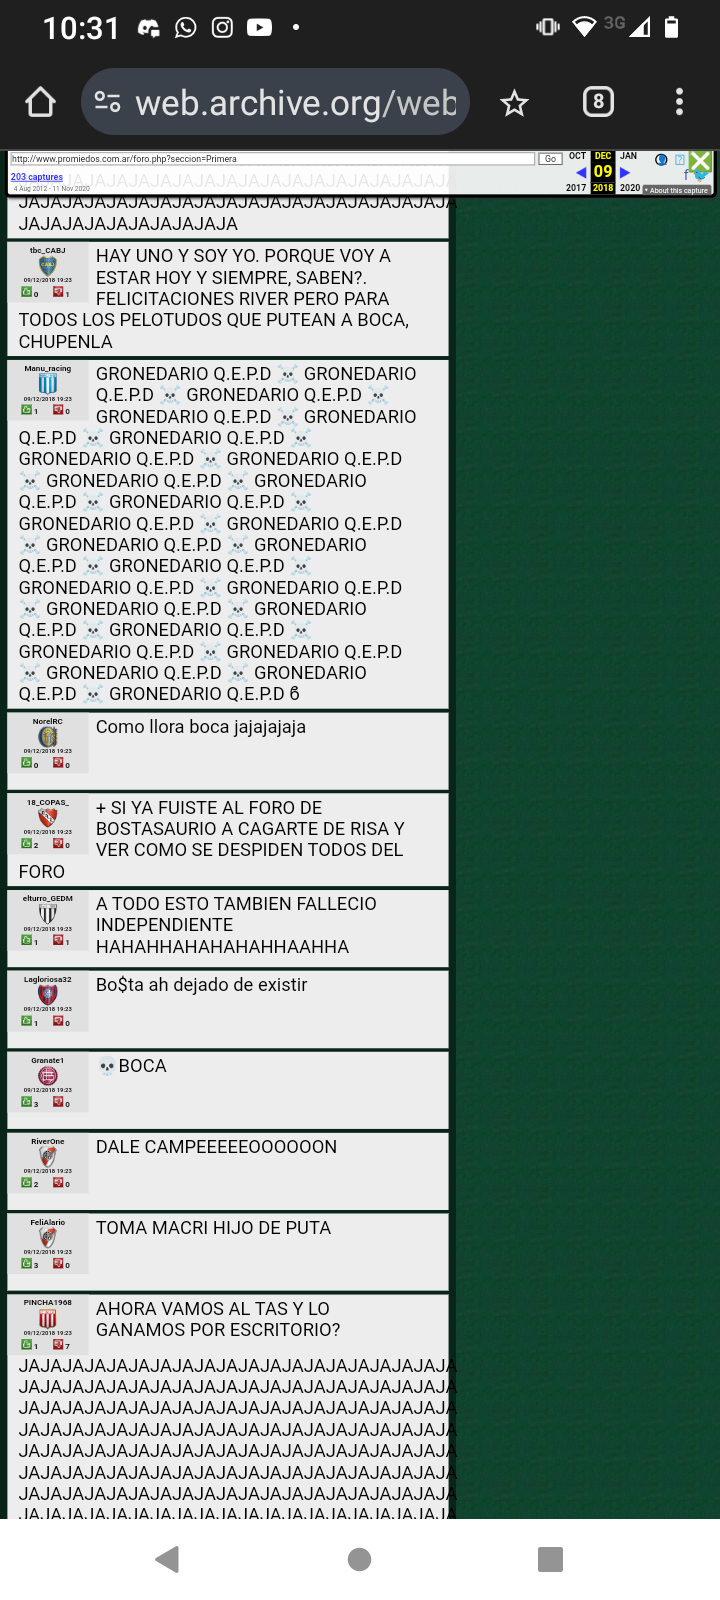 10:31
3G
web.archive.org/web
8
http://www.promiedos.com.ar/foro.php?seccion=Primera
Go
OCT DEC JAN
203 captures
09
4 Aug 2012 - 11 Nov 2020
2017 2018 2020
About this capture
JAJAJAJAJAJAJAJAJAJAJAJAJAJAJAJAJAJAJAJA
JAJAJAJAJAJAJAJAJAJA
tbc_CABJ
09/12/2018 19:23
0 1
HAY UNO Y SOY YO. PORQUE VOY A
ESTAR HOY Y SIEMPRE, SABEN?.
FELICITACIONES RIVER PERO PARA
TODOS LOS PELOTUDOS QUE PUTEAN A BOCA,
CHUPENLA
Manu_racing
09/12/2018 19:23
1 0
GRONEDARIO Q.E.P.D ☠️ GRONEDARIO
Q.E.P.D ☠️ GRONEDARIO Q.E.P.D ☠️
GRONEDARIO Q.E.P.D ☠️ GRONEDARIO
Q.E.P.D ☠️ GRONEDARIO Q.E.P.D ☠️
GRONEDARIO Q.E.P.D ☠️ GRONEDARIO Q.E.P.D
☠️ GRONEDARIO Q.E.P.D ☠️ GRONEDARIO
Q.E.P.D ☠️ GRONEDARIO Q.E.P.D ☠️
GRONEDARIO Q.E.P.D ☠️ GRONEDARIO Q.E.P.D
☠️ GRONEDARIO Q.E.P.D ☠️ GRONEDARIO
Q.E.P.D ☠️ GRONEDARIO Q.E.P.D ☠️
GRONEDARIO Q.E.P.D ☠️ GRONEDARIO Q.E.P.D
☠️ GRONEDARIO Q.E.P.D ☠️ GRONEDARIO
Q.E.P.D ☠️ GRONEDARIO Q.E.P.D ☠️
GRONEDARIO Q.E.P.D ☠️ GRONEDARIO Q.E.P.D
☠️ GRONEDARIO Q.E.P.D ☠️ GRONEDARIO
Q.E.P.D ☠️ GRONEDARIO Q.E.P.D 6
NorelRC
09/12/2018 19:23
0 0
Como llora boca jajajajaja
18_COPAS_
09/12/2018 19:23
2 0
+ SI YA FUISTE AL FORO DE
BOSTASAURIO A CAGARTE DE RISA Y
VER COMO SE DESPIDEN TODOS DEL
FORO
elturro_GEDM
09/12/2018 19:23
1 1
A TODO ESTO TAMBIEN FALLECIO
INDEPENDIENTE
HAHAHHAHAHAHAHHAAHHA
Lagloriosa32
09/12/2018 19:23
1 0
Bo$ta ah dejado de existir
Granate1
09/12/2018 19:23
3 0
💀BOCA
RiverOne
09/12/2018 19:23
2 0
DALE CAMPEEEEEOOOOOON
FeliAlario
09/12/2018 19:23
3 0
TOMA MACRI HIJO DE PUTA
PINCHA1968
09/12/2018 19:23
1 7
AHORA VAMOS AL TAS Y LO
GANAMOS POR ESCRITORIO?
JAJAJAJAJAJAJAJAJAJAJAJAJAJAJAJAJAJAJAJA
JAJAJAJAJAJAJAJAJAJAJAJAJAJAJAJAJAJAJAJA
JAJAJAJAJAJAJAJAJAJAJAJAJAJAJAJAJAJAJAJA
JAJAJAJAJAJAJAJAJAJAJAJAJAJAJAJAJAJAJAJA
JAJAJAJAJAJAJAJAJAJAJAJAJAJAJAJAJAJAJAJA
JAJAJAJAJAJAJAJAJAJAJAJAJAJAJAJAJAJAJAJA
JAJAJAJAJAJAJAJAJAJAJAJAJAJAJAJAJAJAJAJA
JAJAJAJAJAJAJAJAJAJAJAJAJAJAJAJAJAJAJAJA